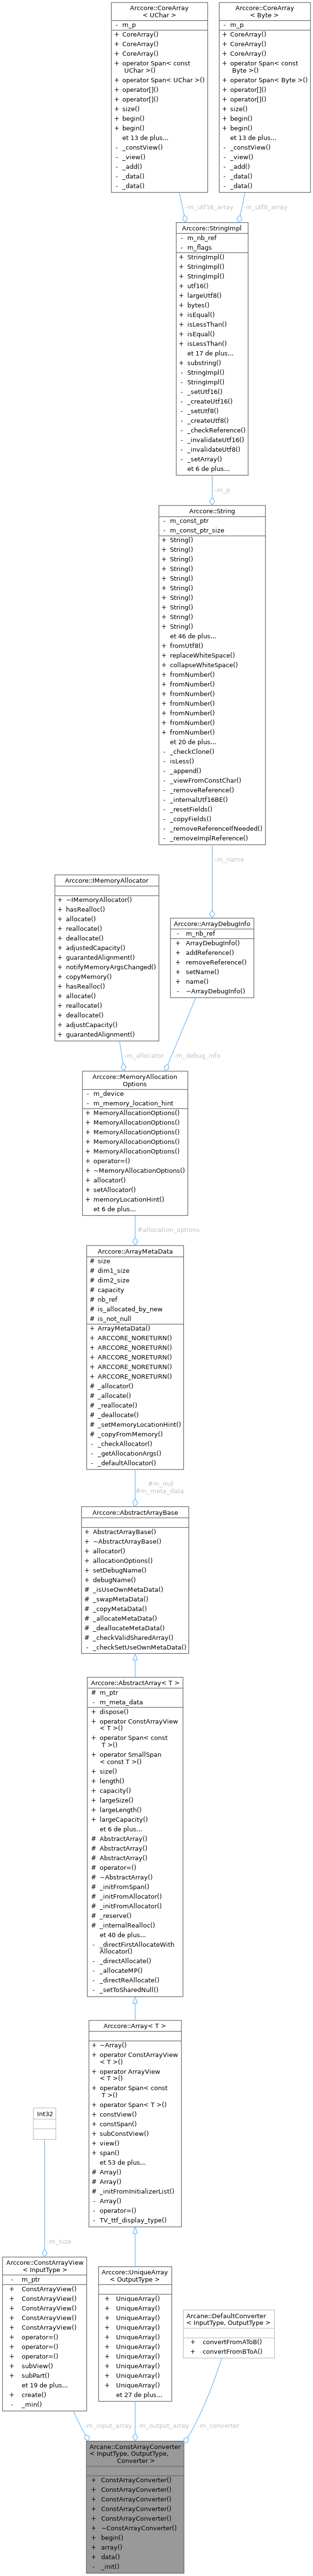 Arccore::CoreArray
< UChar >
- m_p
+ CoreArray()
+ CoreArray()
+ CoreArray()
+ operator Span< const
UChar >()
+ operator Span< UChar >()
+ operator[]()
+ operator[]()
+ size()
+ begin()
+ begin()
et 13 de plus...
- _constView()
- _view()
- _add()
- _data()
- _data()
Arccore::CoreArray
< Byte >
- m_p
+ CoreArray()
+ CoreArray()
+ CoreArray()
+ operator Span< const
Byte >()
+ operator Span< Byte >()
+ operator[]()
+ operator[]()
+ size()
+ begin()
+ begin()
et 13 de plus...
- _constView()
- _view()
- _add()
- _data()
- _data()
-m_utf16_array
-m_utf8_array
Arccore::StringImpl
- m_nb_ref
- m_flags
+ StringImpl()
+ StringImpl()
+ StringImpl()
+ utf16()
+ largeUtf8()
+ bytes()
+ isEqual()
+ isLessThan()
+ isEqual()
+ isLessThan()
et 17 de plus...
+ substring()
- StringImpl()
- StringImpl()
- _setUtf16()
- _createUtf16()
- _setUtf8()
- _createUtf8()
- _checkReference()
- _invalidateUtf16()
- _invalidateUtf8()
- _setArray()
et 6 de plus...
-m_p
Arccore::String
- m_const_ptr
- m_const_ptr_size
+ String()
+ String()
+ String()
+ String()
+ String()
+ String()
+ String()
+ String()
+ String()
+ String()
et 46 de plus...
+ fromUtf8()
+ replaceWhiteSpace()
+ collapseWhiteSpace()
+ fromNumber()
+ fromNumber()
+ fromNumber()
+ fromNumber()
+ fromNumber()
+ fromNumber()
+ fromNumber()
et 20 de plus...
- _checkClone()
- isLess()
- _append()
- _viewFromConstChar()
- _removeReference()
- _internalUtf16BE()
- _resetFields()
- _copyFields()
- _removeReferenceIfNeeded()
- _removeImplReference()
-m_name
Arccore::IMemoryAllocator
+ ~IMemoryAllocator()
+ hasRealloc()
+ allocate()
+ reallocate()
+ deallocate()
+ adjustedCapacity()
+ guarantedAlignment()
+ notifyMemoryArgsChanged()
+ copyMemory()
+ hasRealloc()
+ allocate()
+ reallocate()
+ deallocate()
+ adjustCapacity()
+ guarantedAlignment()
Arccore::ArrayDebugInfo
- m_nb_ref
+ ArrayDebugInfo()
+ addReference()
+ removeReference()
+ setName()
+ name()
- ~ArrayDebugInfo()
-m_allocator
-m_debug_info
Arccore::MemoryAllocation
Options
- m_device
- m_memory_location_hint
+ MemoryAllocationOptions()
+ MemoryAllocationOptions()
+ MemoryAllocationOptions()
+ MemoryAllocationOptions()
+ MemoryAllocationOptions()
+ operator=()
+ ~MemoryAllocationOptions()
+ allocator()
+ setAllocator()
+ memoryLocationHint()
et 6 de plus...
#allocation_options
Arccore::ArrayMetaData
# size
# dim1_size
# dim2_size
# capacity
# nb_ref
# is_allocated_by_new
# is_not_null
+ ArrayMetaData()
+ ARCCORE_NORETURN()
+ ARCCORE_NORETURN()
+ ARCCORE_NORETURN()
+ ARCCORE_NORETURN()
+ ARCCORE_NORETURN()
# _allocator()
# _allocate()
# _reallocate()
# _deallocate()
# _setMemoryLocationHint()
# _copyFromMemory()
- _checkAllocator()
- _getAllocationArgs()
- _defaultAllocator()
#m_md
#m_meta_data
Arccore::AbstractArrayBase
+ AbstractArrayBase()
+ ~AbstractArrayBase()
+ allocator()
+ allocationOptions()
+ setDebugName()
+ debugName()
# _isUseOwnMetaData()
# _swapMetaData()
# _copyMetaData()
# _allocateMetaData()
# _deallocateMetaData()
# _checkValidSharedArray()
- _checkSetUseOwnMetaData()
Arccore::AbstractArray< T >
# m_ptr
- m_meta_data
+ dispose()
+ operator ConstArrayView
< T >()
+ operator Span< const
T >()
+ operator SmallSpan
< const T >()
+ size()
+ length()
+ capacity()
+ largeSize()
+ largeLength()
+ largeCapacity()
et 6 de plus...
# AbstractArray()
# AbstractArray()
# AbstractArray()
# operator=()
# ~AbstractArray()
# _initFromSpan()
# _initFromAllocator()
# _initFromAllocator()
# _reserve()
# _internalRealloc()
et 40 de plus...
- _directFirstAllocateWith
Allocator()
- _directAllocate()
- _allocateMP()
- _directReAllocate()
- _setToSharedNull()
Arccore::Array< T >
+ ~Array()
+ operator ConstArrayView
< T >()
+ operator ArrayView
< T >()
+ operator Span< const
T >()
+ operator Span< T >()
+ constView()
+ constSpan()
+ subConstView()
+ view()
+ span()
et 53 de plus...
# Array()
# Array()
# _initFromInitializerList()
- Array()
- operator=()
- TV_ttf_display_type()
Int32
-m_size
Arccore::ConstArrayView
< InputType >
- m_ptr
+ ConstArrayView()
+ ConstArrayView()
+ ConstArrayView()
+ ConstArrayView()
+ ConstArrayView()
+ operator=()
+ operator=()
+ operator=()
+ subView()
+ subPart()
et 19 de plus...
+ create()
- _min()
Arccore::UniqueArray
< OutputType >
+ UniqueArray()
+ UniqueArray()
+ UniqueArray()
+ UniqueArray()
+ UniqueArray()
+ UniqueArray()
+ UniqueArray()
+ UniqueArray()
+ UniqueArray()
+ UniqueArray()
et 27 de plus...
Arcane::DefaultConverter
< InputType, OutputType >
+ convertFromAToB()
+ convertFromBToA()
-m_input_array
-m_output_array
-m_converter
Arcane::ConstArrayConverter
< InputType, OutputType,
Converter >
+ ConstArrayConverter()
+ ConstArrayConverter()
+ ConstArrayConverter()
+ ConstArrayConverter()
+ ConstArrayConverter()
+ ~ConstArrayConverter()
+ begin()
+ array()
+ data()
- _init()